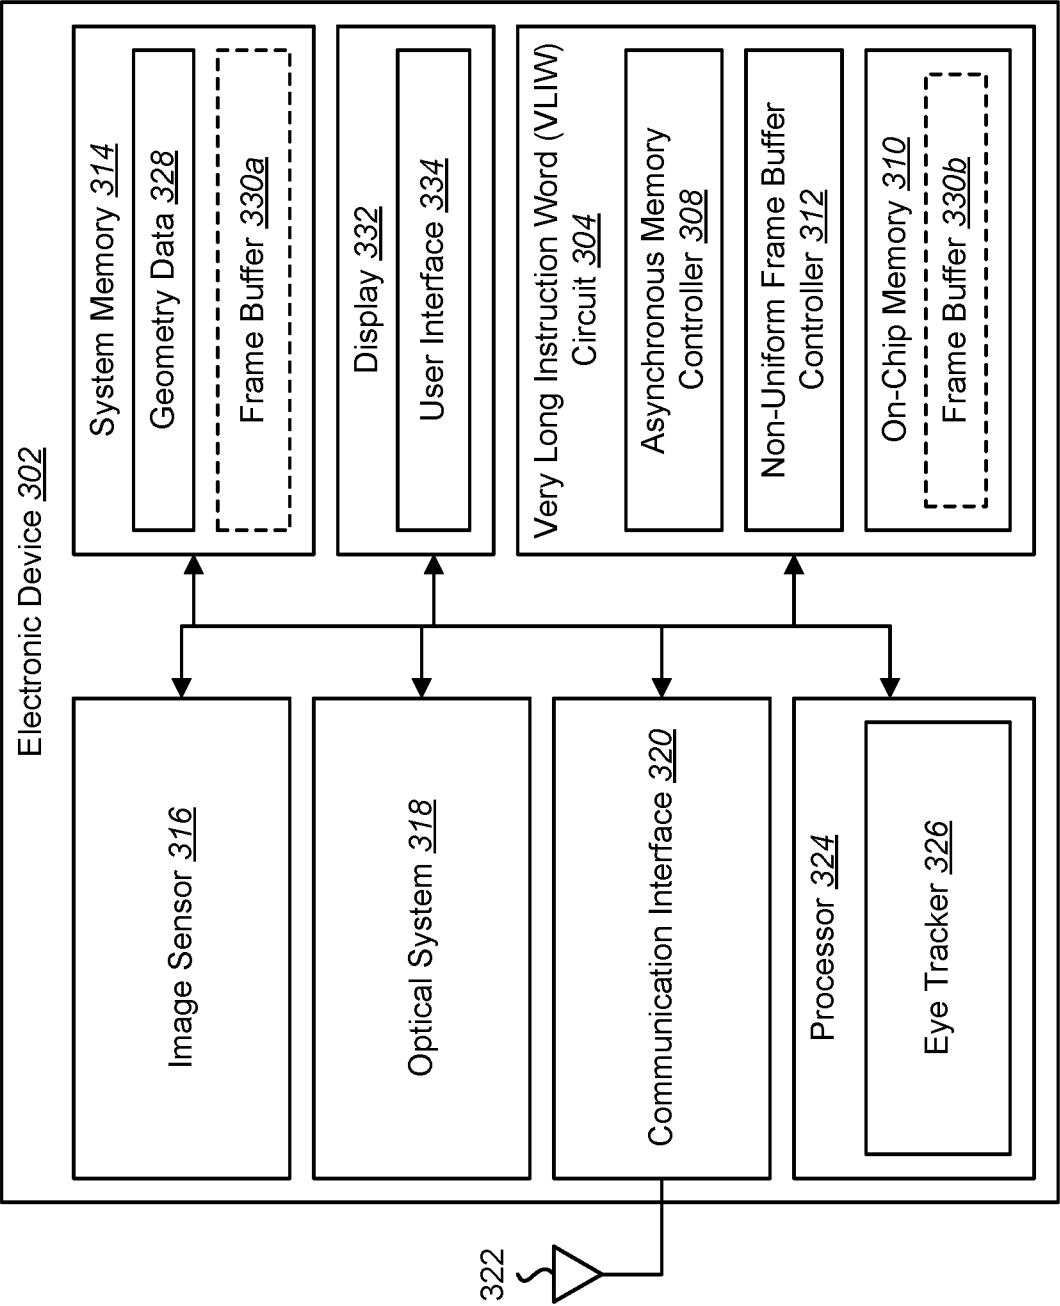 Electronic Device 302
Image Sensor 316
Optical System 318
Communication Interface 320
Processor 324
Eye Tracker 326
322
System Memory 314
Geometry Data 328
Frame Buffer 330a
Display 332
User Interface 334
Very Long Instruction Word (VLIW)
Circuit 304
Asynchronous Memory
Controller 308
Non-Uniform Frame Buffer
Controller 312
On-Chip Memory 310
Frame Buffer 330b